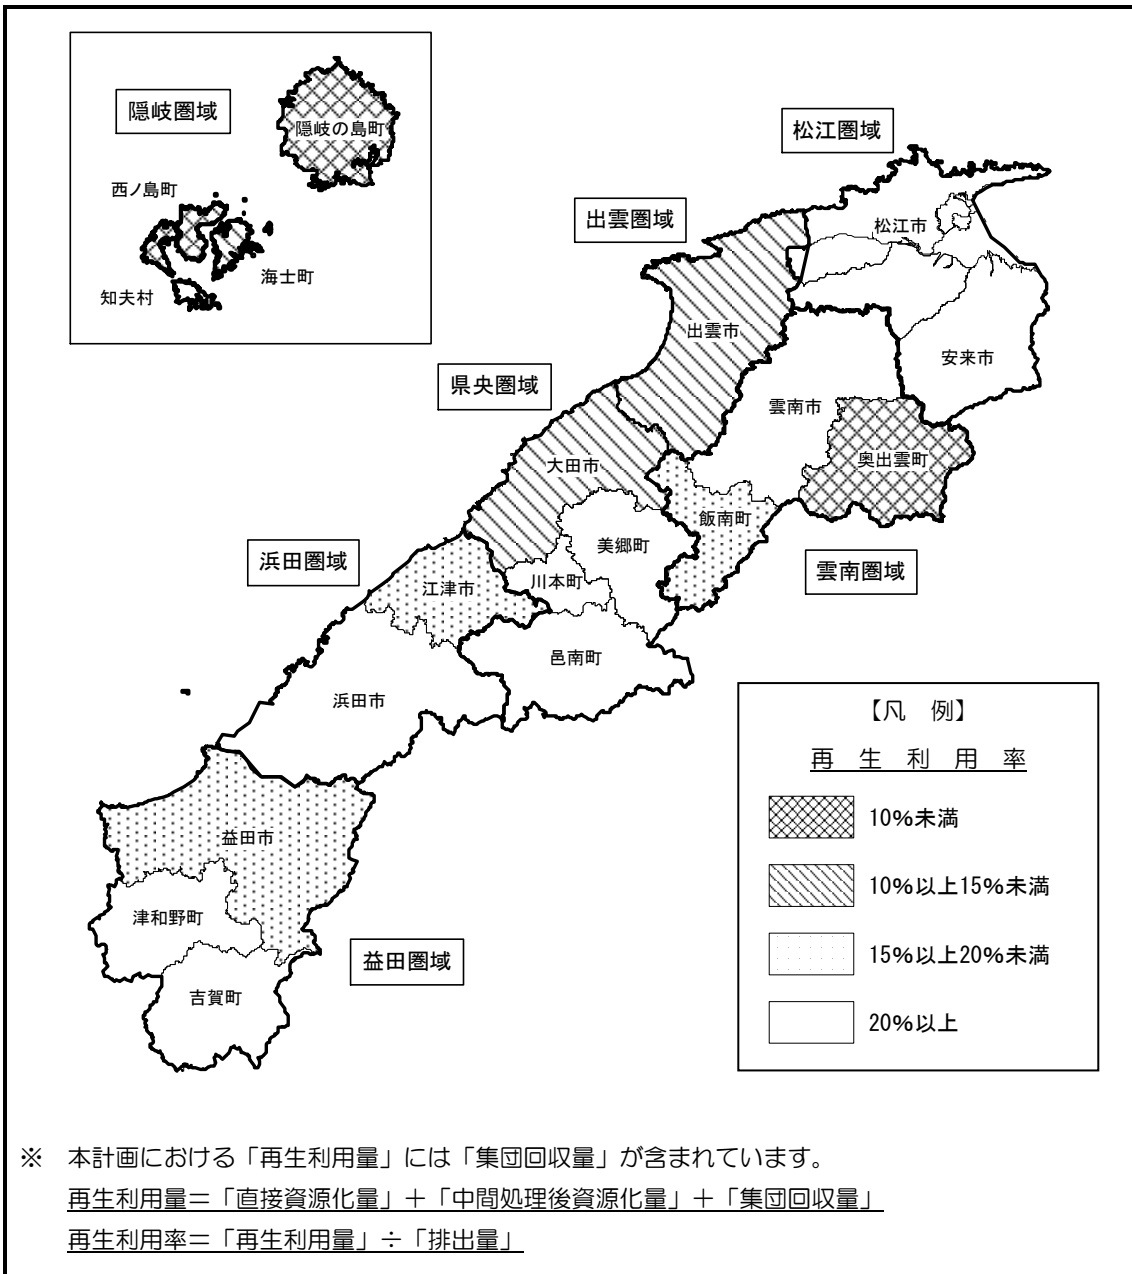 隠岐圏域
隠岐の島町
西ノ島町
海士町
知夫村
松江圏域
松江市
出雲圏域
出雲市
安来市
県央圏域
雲南市
大田市
奥出雲町
飯南町
美郷町
浜田圏域
川本町
雲南圏域
江津市
邑南町
浜田市
益田市
津和野町
益田圏域
吉賀町
【凡　例】
再　生　利　用　率
10%未満
10%以上15%未満
15%以上20%未満
20%以上
※　本計画における「再生利用量」には「集団回収量」が含まれています。
再生利用量＝「直接資源化量」＋「中間処理後資源化量」＋「集団回収量」
再生利用率＝「再生利用量」÷「排出量」